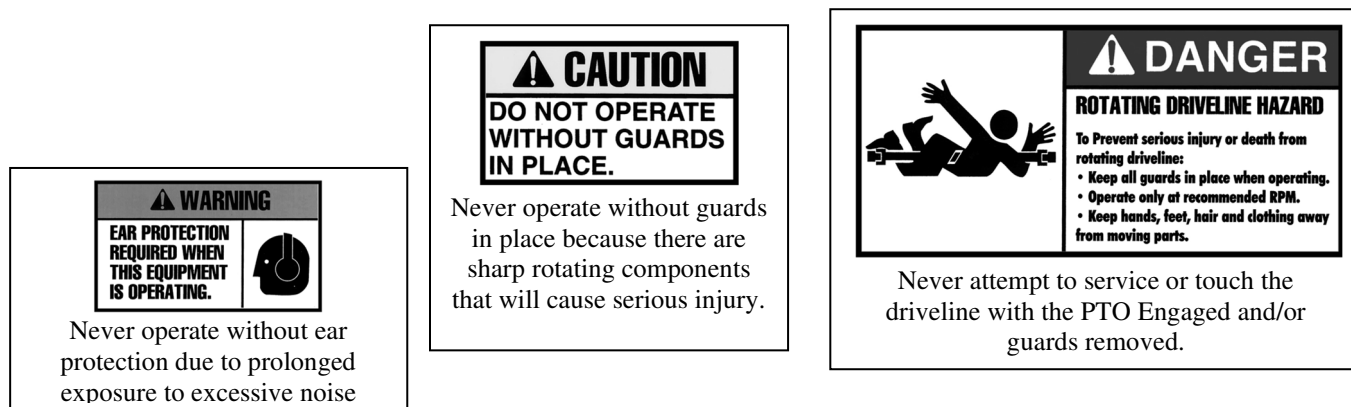 WARNING
EAR PROTECTION
REQUIRED WHEN
THIS EQUIPMENT
IS OPERATING.
Never operate without ear
protection due to prolonged
exposure to excessive noise
CAUTION
DO NOT OPERATE
WITHOUT GUARDS
IN PLACE.
Never operate without guards
in place because there are
sharp rotating components
that will cause serious injury.
DANGER
ROTATING DRIVELINE HAZARD
To Prevent serious injury or death from
rotating driveline:
• Keep all guards in place when operating.
• Operate only at recommended RPM.
• Keep hands, feet, hair and clothing away
from moving parts.
Never attempt to service or touch the
driveline with the PTO Engaged and/or
guards removed.